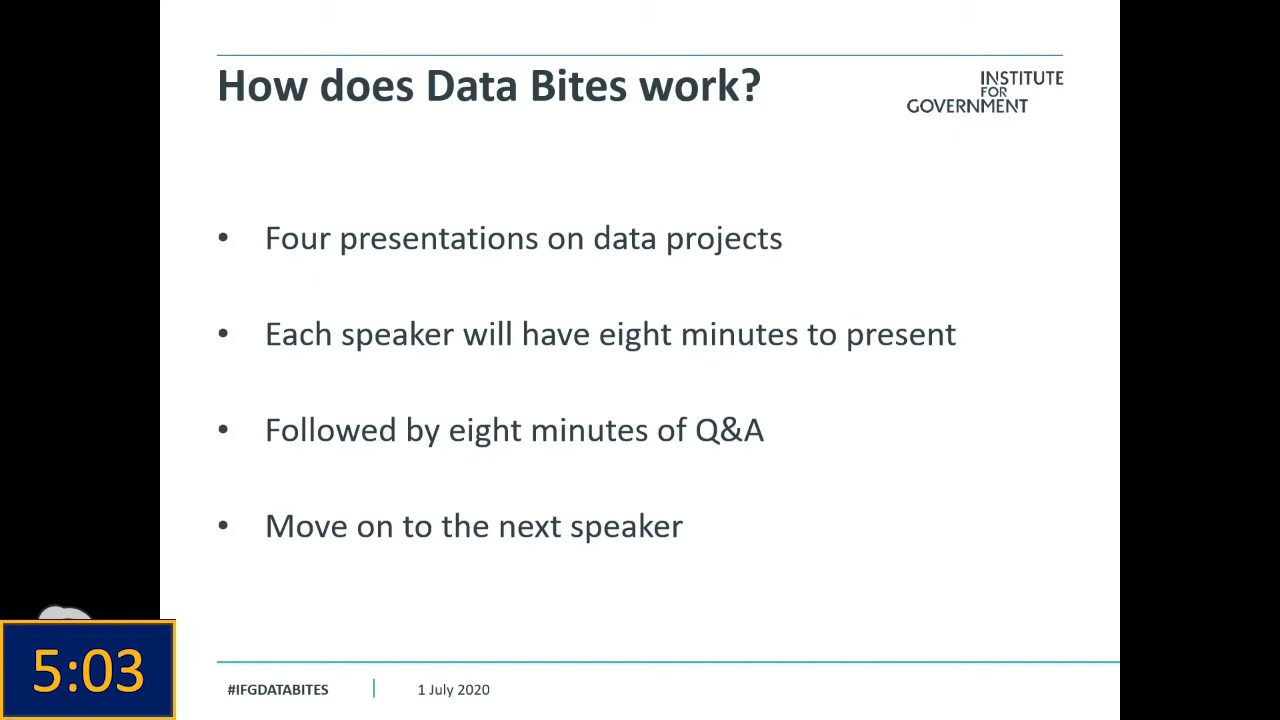 How does Data Bites work?
INSTITUTE
FOR
GOVERNMENT
• Four presentations on data projects
• Each speaker will have eight minutes to present
• Followed by eight minutes of Q&A
• Move on to the next speaker
5:03
#IFGDATABITES
1 July 2020